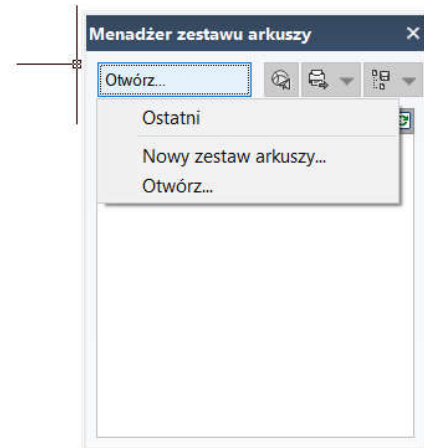 Menadżer zestawu arkuszy
Otwórz...
Ostatni
Nowy zestaw arkuszy...
Otwórz...